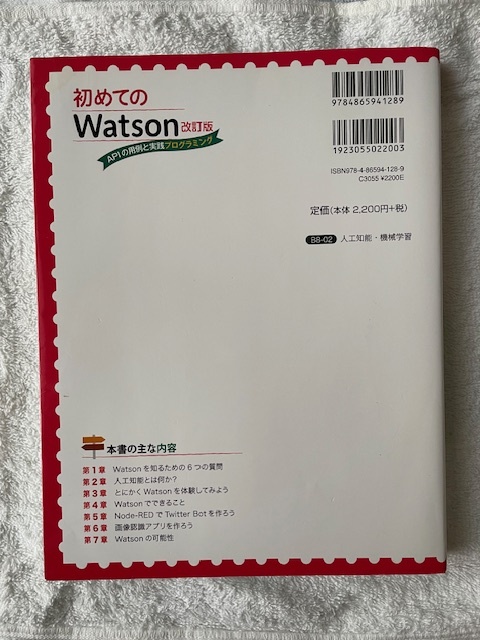 初めての
Watson 改訂版
APIの用例と実践プログラミング
9784865941289
1923055022003
ISBN978-4-86594-128-9
C3055 ¥2200E
定価(本体 2,200円+税)
B8-02 人工知能・機械学習
本書の主な内容
第1章 Watsonを知るための6つの質問
第2章 人工知能とは何か?
第3章 とにかくWatsonを体験してみよう
第4章 Watsonでできること
第5章 Node-REDでTwitter Botを作ろう
第6章 画像認識アプリを作ろう
第7章 Watsonの可能性